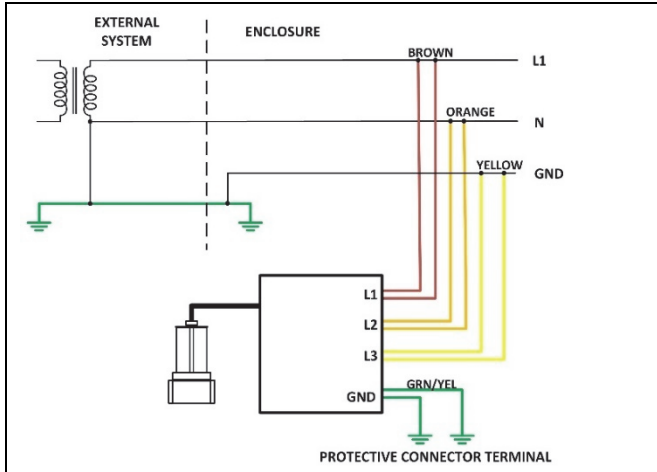 EXTERNAL
SYSTEM
ENCLOSURE
BROWN
L1
ORANGE
N
YELLOW
GND
L1
L2
L3
GND
GRN/YEL
PROTECTIVE CONNECTOR TERMINAL